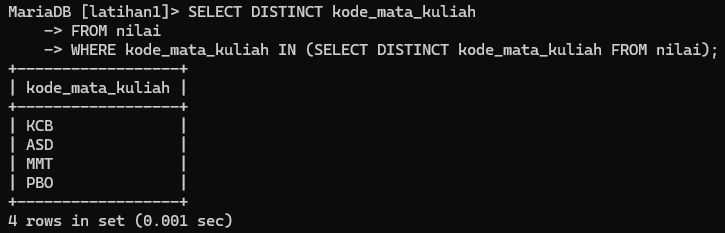 MariaDB [latihan1]> SELECT DISTINCT kode_mata_kuliah
    -> FROM nilai
    -> WHERE kode_mata_kuliah IN (SELECT DISTINCT kode_mata_kuliah FROM nilai);
+------------------+
| kode_mata_kuliah |
+------------------+
| KCB              |
| ASD              |
| MMT              |
| PBO              |
+------------------+
4 rows in set (0.001 sec)